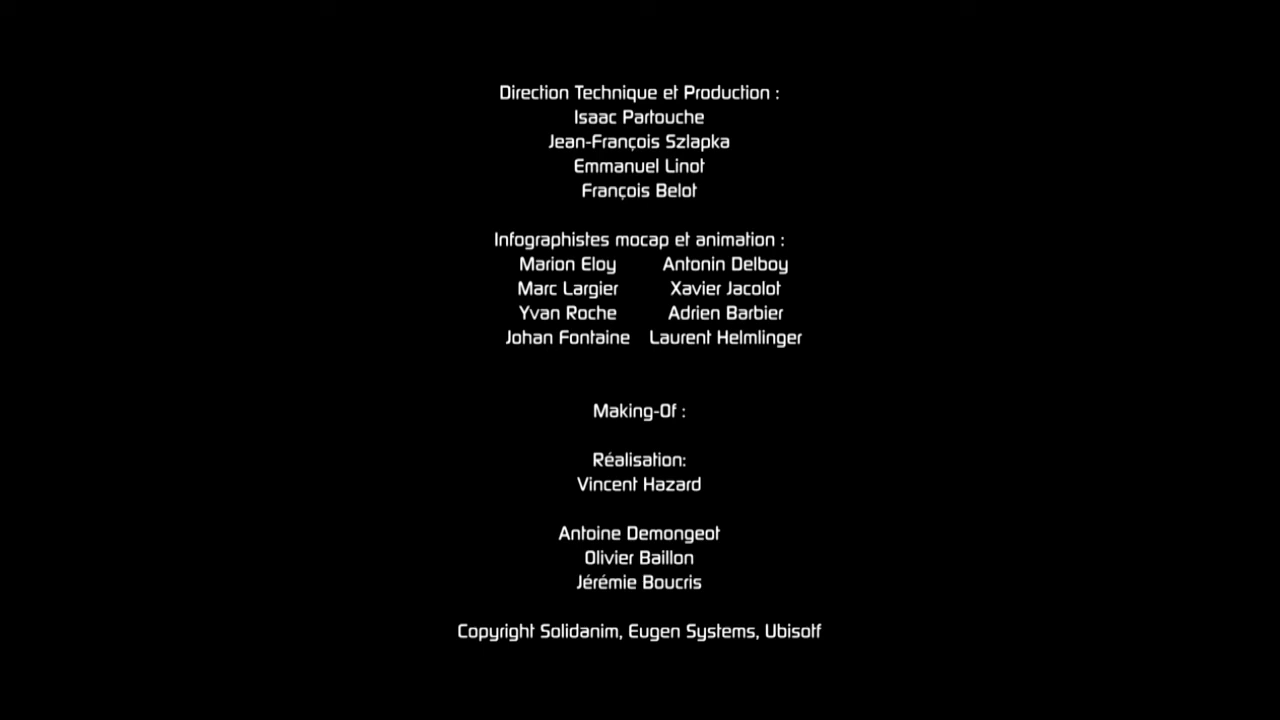 Direction Technique et Production :
Isaac Partouche
Jean-François Szlapka
Emmanuel Linot
François Belot
Infographistes mocap et animation :
Marion Eloy Antonin Delboy
Marc Largier Xavier Jacolot
Yvan Roche Adrien Barbier
Johan Fontaine Laurent Helmlinger
Making-Of :
Réalisation:
Vincent Hazard
Antoine Demongeot
Olivier Baillon
Jérémie Boucris
Copyright Solidanim, Eugen Systems, Ubisotf